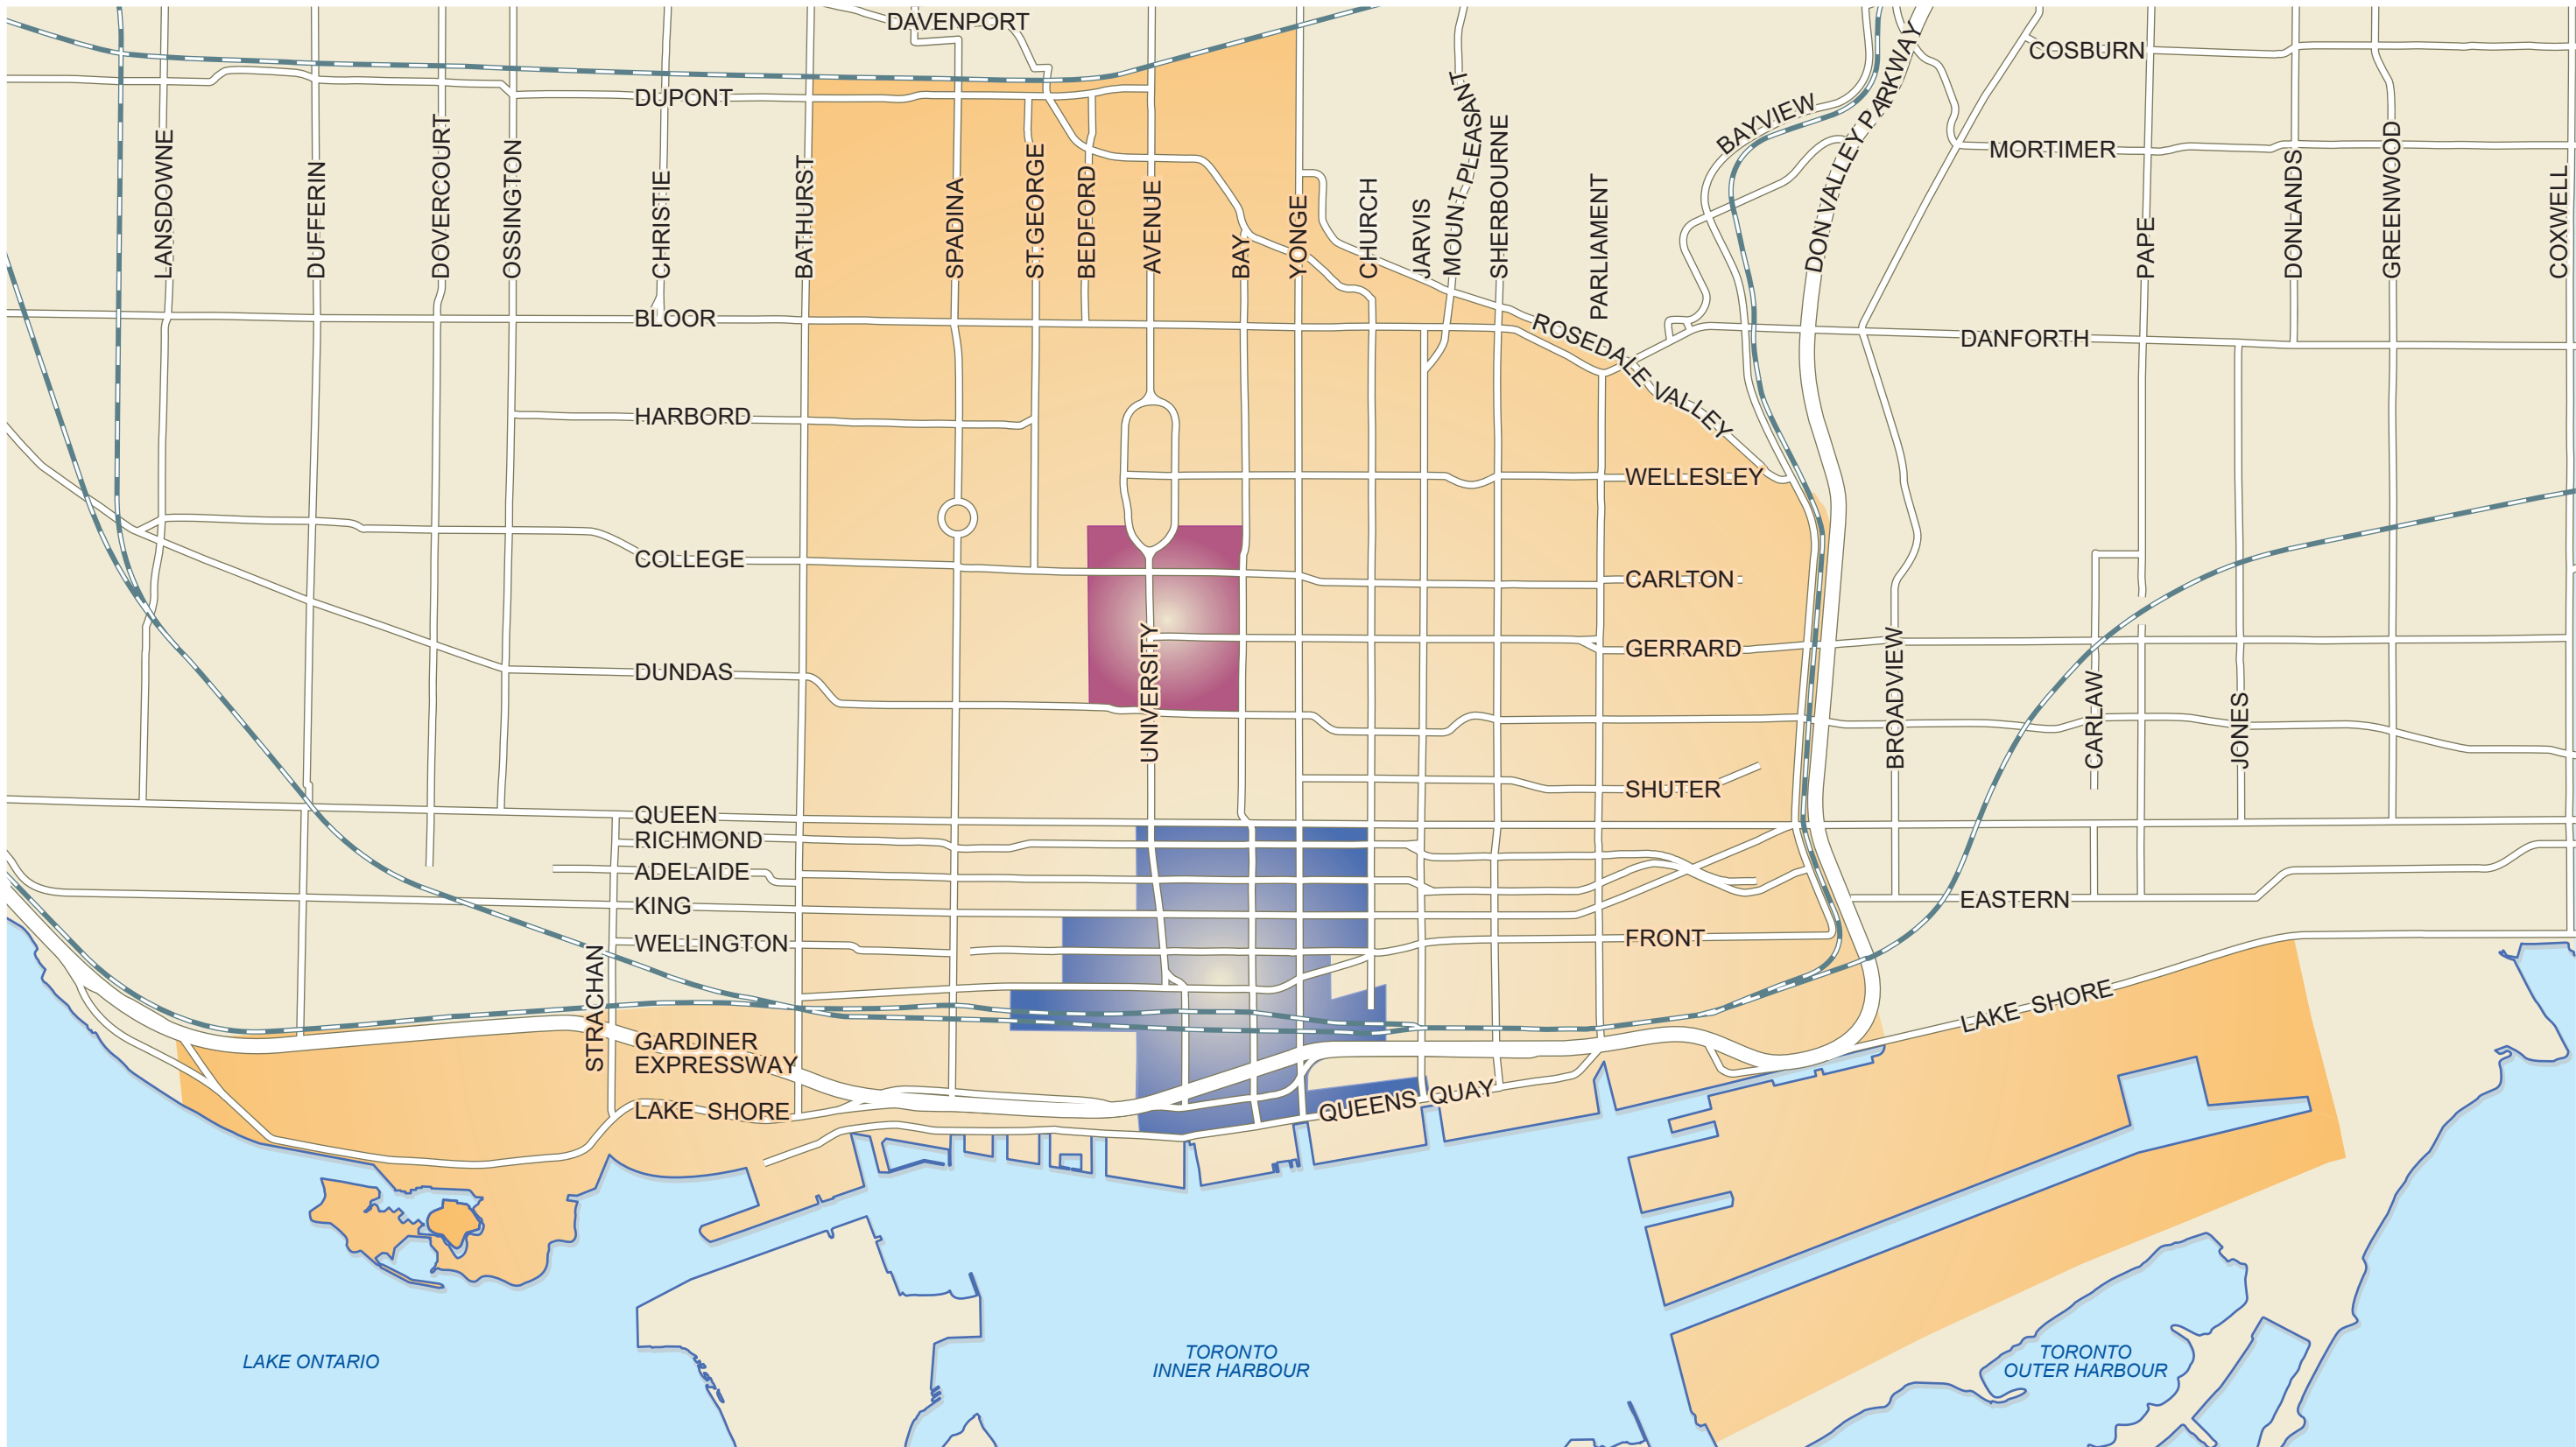 DAVENPORT
COSBURN
DUPONT
BAYVIEW
DON VALLEY PARKWAY
MORTIMER
LANSDOWNE
DUFFERIN
DOVERCOURT
OSSINGTON
CHRISTIE
BATHURST
SPADINA
ST.GEORGE
BEDFORD
AVENUE
BAY
YONGE
CHURCH
JARVIS
MOUNT PLEASANT
SHERBOURNE
PARLIAMENT
PAPE
DONLANDS
GREENWOOD
COXWELL
BLOOR
ROSEDALE VALLEY
DANFORTH
HARBORD
WELLESLEY
COLLEGE
CARLTON
UNIVERSITY
GERRARD
DUNDAS
BROADVIEW
CARLAW
JONES
SHUTER
QUEEN
RICHMOND
ADELAIDE
KING
EASTERN
WELLINGTON
FRONT
STRACHAN
GARDINER
EXPRESSWAY
LAKE SHORE
LAKE SHORE
QUEENS QUAY
LAKE ONTARIO
TORONTO
INNER HARBOUR
TORONTO
OUTER HARBOUR